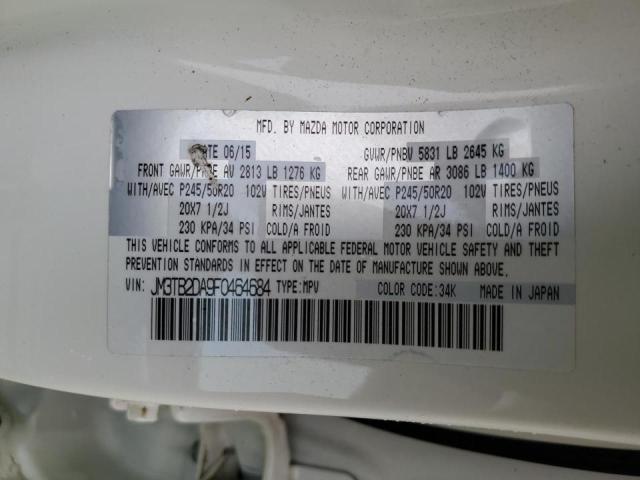 MFD. BY MAZDA MOTOR CORPORATION
DATE 06/15 GVWR/PNBV 5831 LB 2645 KG
FRONT GAWR/PNBE AV 2813 LB 1276 KG REAR GAWR/PNBE AR 3086 LB 1400 KG
WITH/AVEC P245/50R20 102V TIRES/PNEUS WITH/AVEC P245/50R20 102V TIRES/PNEUS
20X7 1/2J RIMS/JANTES 20X7 1/2J RIMS/JANTES
230 KPA/34 PSI COLD/A FROID 230 KPA/34 PSI COLD/A FROID
THIS VEHICLE CONFORMS TO ALL APPLICABLE FEDERAL MOTOR VEHICLE SAFETY AND THEFT
PREVENTION STANDARDS IN EFFECT ON THE DATE OF MANUFACTURE SHOWN ABOVE.
VIN: JM3TB2DA9F0464684 TYPE:MPV COLOR CODE:34K MADE IN JAPAN